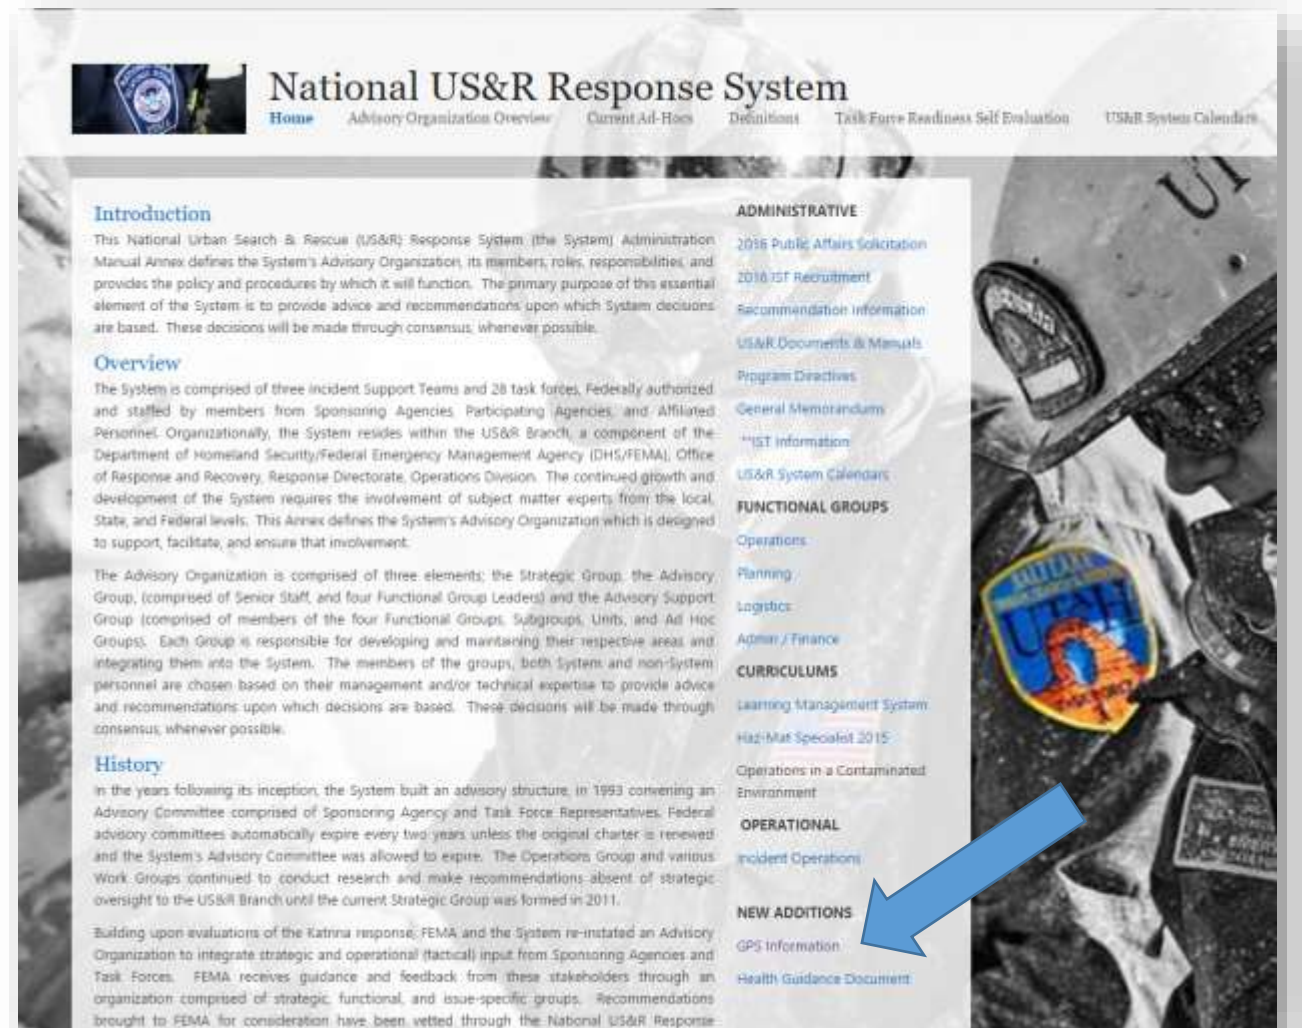 National US&R Response System
Home Advisory Organization Overview Current Ad-Hocs Definitions Task Force Readiness Self Evaluation US&R System Calendars
Introduction
This National Urban Search & Rescue (US&R) Response System (the System) Administration
Manual Annex defines the System's Advisory Organization, its members, roles, responsibilities, and
provides the policy and procedures by which it will function. The primary purpose of this essential
element of the System is to provide advice and recommendations upon which System decisions
are based. These decisions will be made through consensus, whenever possible.
Overview
The System is comprised of three Incident Support Teams and 28 task forces, Federally authorized
and staffed by members from Sponsoring Agencies, Participating Agencies, and Affiliated
Personnel. Organizationally, the System resides within the US&R Branch, a component of the
Department of Homeland Security/Federal Emergency Management Agency (DHS/FEMA), Office
of Response and Recovery, Response Directorate, Operations Division. The continued growth and
development of the System requires the involvement of subject matter experts from the local,
State, and Federal levels. This Annex defines the System's Advisory Organization which is designed
to support, facilitate, and ensure that involvement.
The Advisory Organization is comprised of three elements; the Strategic Group, the Advisory
Group, (comprised of Senior Staff, and four Functional Group Leaders) and the Advisory Support
Group (comprised of members of the four Functional Groups, Subgroups, Units, and Ad Hoc
Groups). Each Group is responsible for developing and maintaining their respective areas and
integrating them into the System. The members of the groups, both System and non-System
personnel are chosen based on their management and/or technical expertise to provide advice
and recommendations upon which decisions are based. These decisions will be made through
consensus, whenever possible.
History
In the years following its inception, the System built an advisory structure, in 1993 convening an
Advisory Committee comprised of Sponsoring Agency and Task Force Representatives. Federal
advisory committees automatically expire every two years unless the original charter is renewed
and the System's Advisory Committee was allowed to expire. The Operations Group and various
Work Groups continued to conduct research and make recommendations absent of strategic
oversight to the US&R Branch until the current Strategic Group was formed in 2011.
Building upon evaluations of the Katrina response, FEMA and the System re-instated an Advisory
Organization to integrate strategic and operational (tactical) input from Sponsoring Agencies and
Task Forces. FEMA receives guidance and feedback from these stakeholders through an
organization comprised of strategic, functional, and issue-specific groups. Recommendations
brought to FEMA for consideration have been vetted through the National US&R Response
ADMINISTRATIVE
2016 Public Affairs Solicitation
2016 IST Recruitment
Recommendation Information
US&R Documents & Manuals
Program Directives
General Memorandums
**IST Information
US&R System Calendars
FUNCTIONAL GROUPS
Operations
Planning
Logistics
Admin / Finance
CURRICULUMS
Learning Management System
Haz-Mat Specialist 2015
Operations in a Contaminated
Environment
OPERATIONAL
Incident Operations
NEW ADDITIONS
GPS Information
Health Guidance Document
UT-T
UTAH